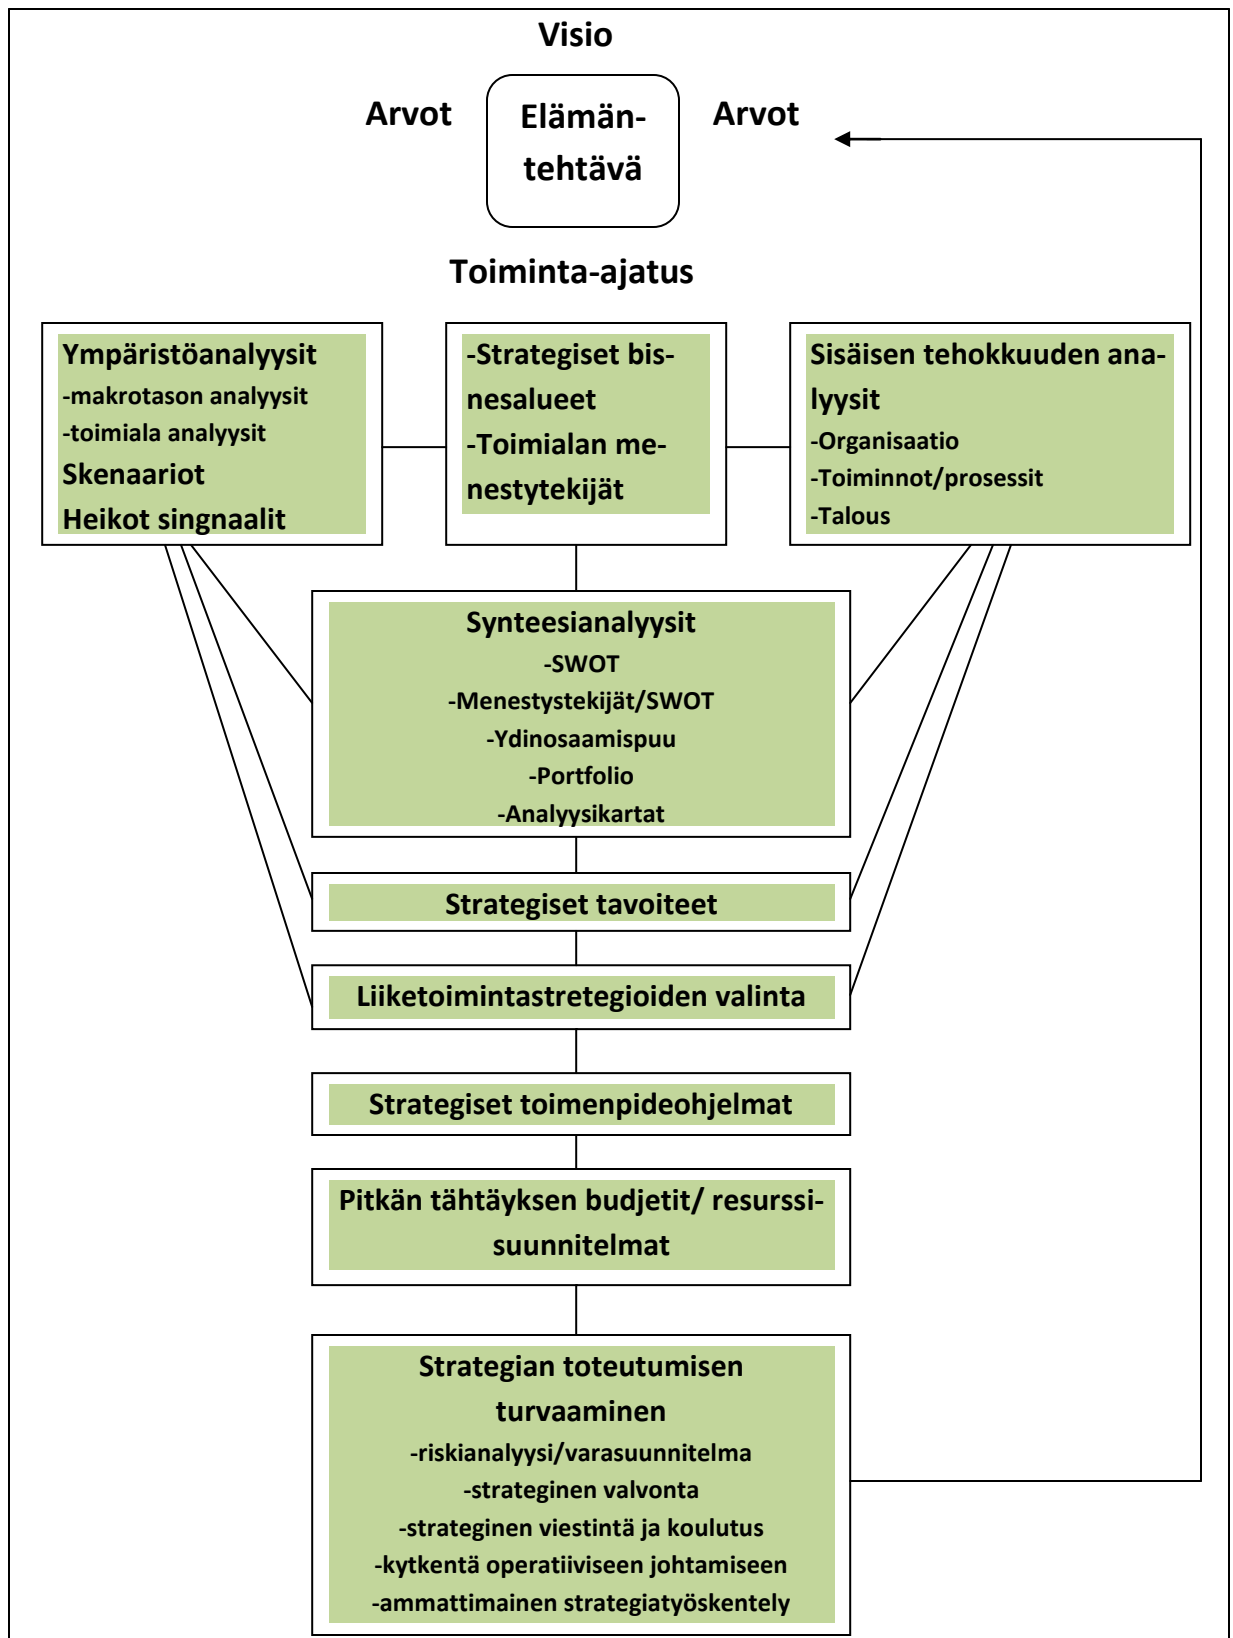 Visio
Arvot
Elämän-
tehtävä
Arvot
Toiminta-ajatus
Ympäristöanalyysit
-makrotason analyysit
-toimiala analyysit
Skenaariot
Heikot singnaalit
-Strategiset bis-
nesalueet
-Toimialan me-
nestytekijät
Sisäisen tehokkuuden ana-
lyysit
-Organisaatio
-Toiminnot/prosessit
-Talous
Synteesianalyysit
-SWOT
-Menestystekijät/SWOT
-Ydinosaamispuu
-Portfolio
-Analyysikartat
Strategiset tavoiteet
Liiketoimintastretegioiden valinta
Strategiset toimenpideohjelmat
Pitkän tähtäyksen budjetit/ resurssi-
suunnitelmat
Strategian toteutumisen
turvaaminen
-riskianalyysi/varasuunnitelma
-strateginen valvonta
-strateginen viestintä ja koulutus
-kytkentä operatiiviseen johtamiseen
-ammattimainen strategiatyöskentely